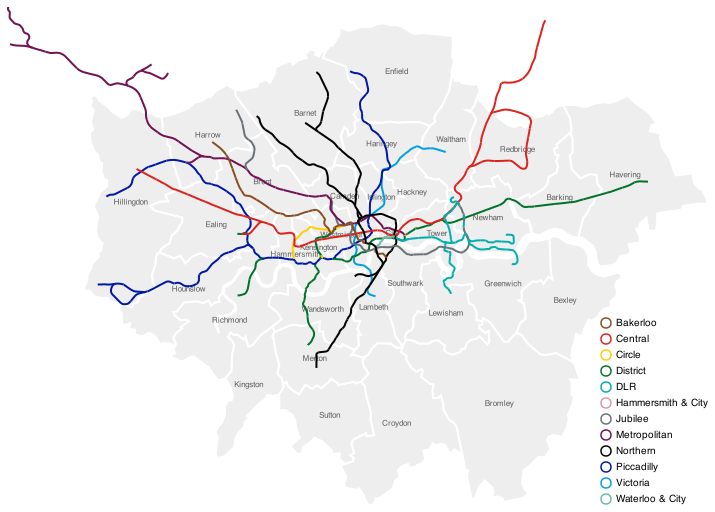 Enfield
Barnet
Harrow
Haringey
Waltham
Redbridge
Havering
Brent
Camden
Islington
Hackney
Barking
Hillingdon
Newham
Ealing
Westminster
Tower
Kensington
Hammersmith
Hounslow
Southwark
Greenwich
Bexley
Wandsworth
Lambeth
Lewisham
Richmond
Merton
Kingston
Bromley
Sutton
Croydon
Bakerloo
Central
Circle
District
DLR
Hammersmith & City
Jubilee
Metropolitan
Northern
Piccadilly
Victoria
Waterloo & City